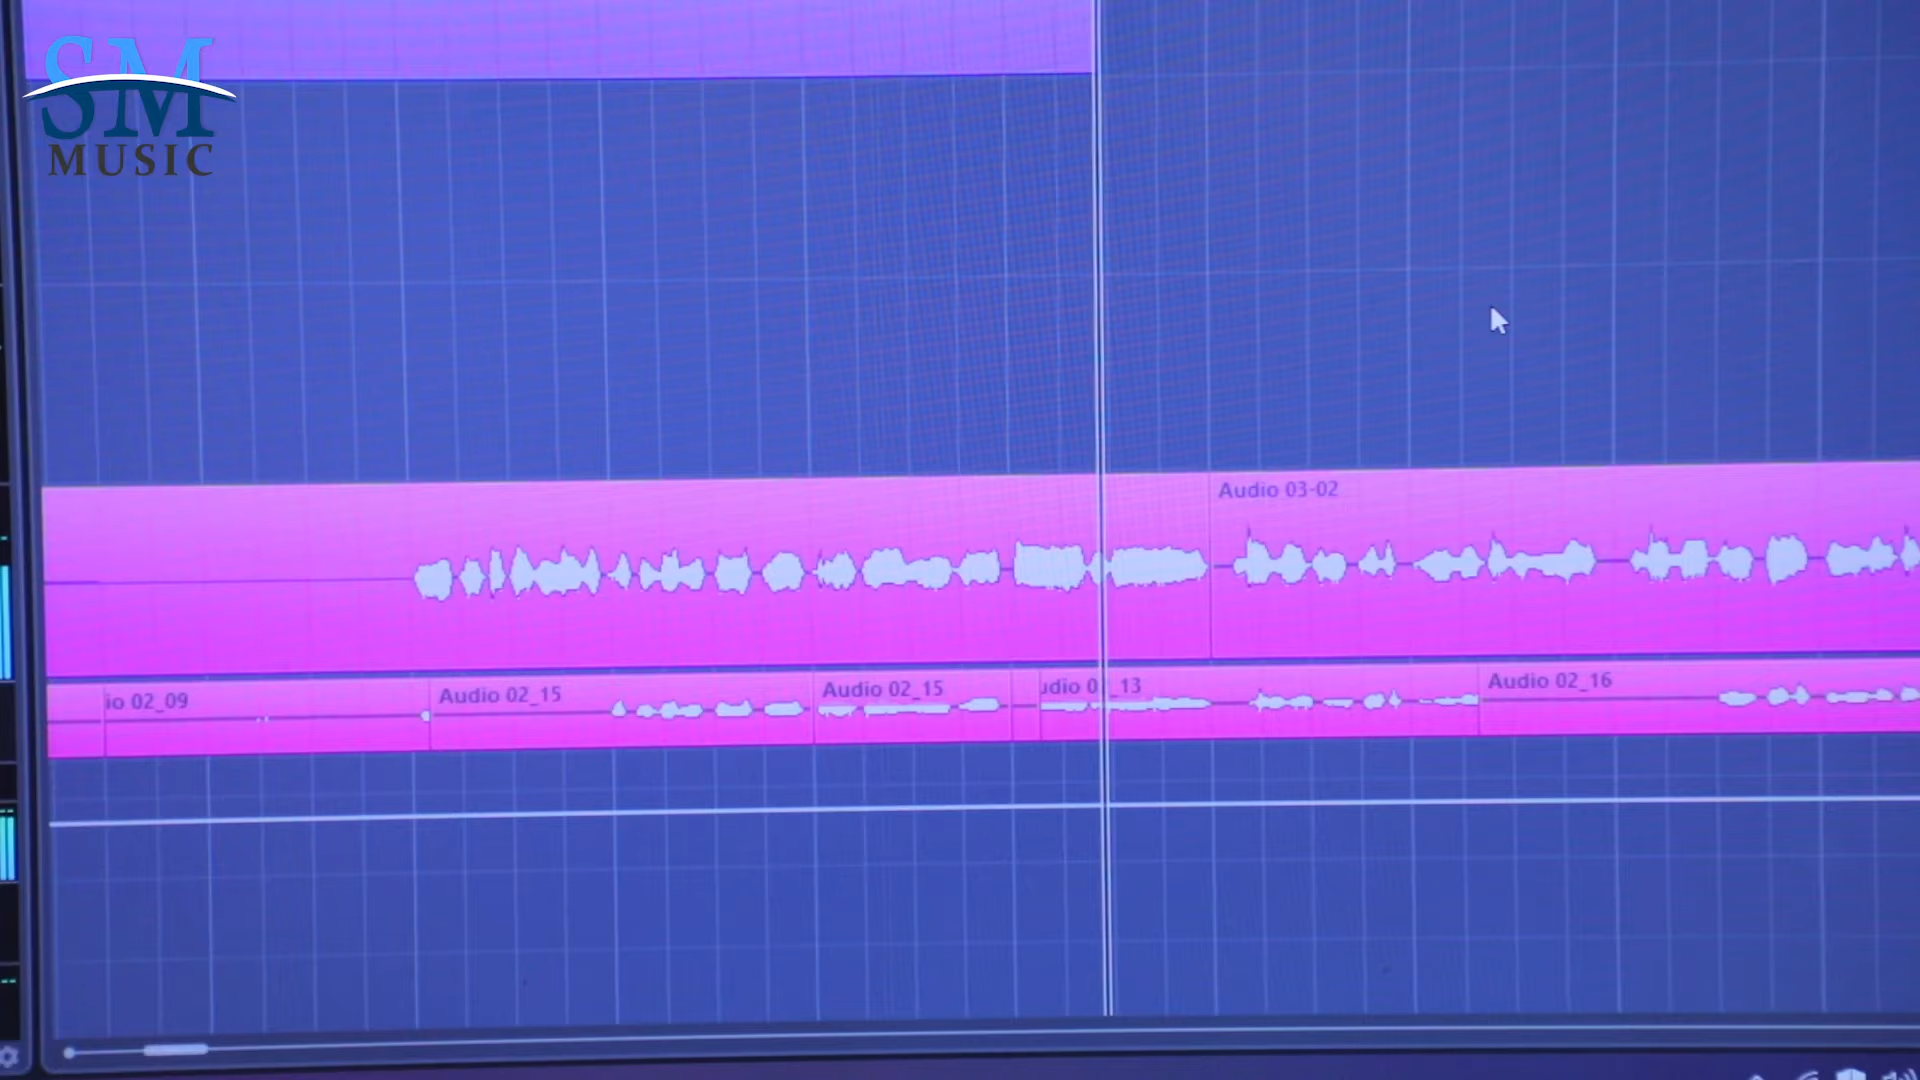 SM
MUSIC
Audio 03-02
io 02_09
Audio 02_15
Audio 02_15
udio 0
_13
Audio 02_16